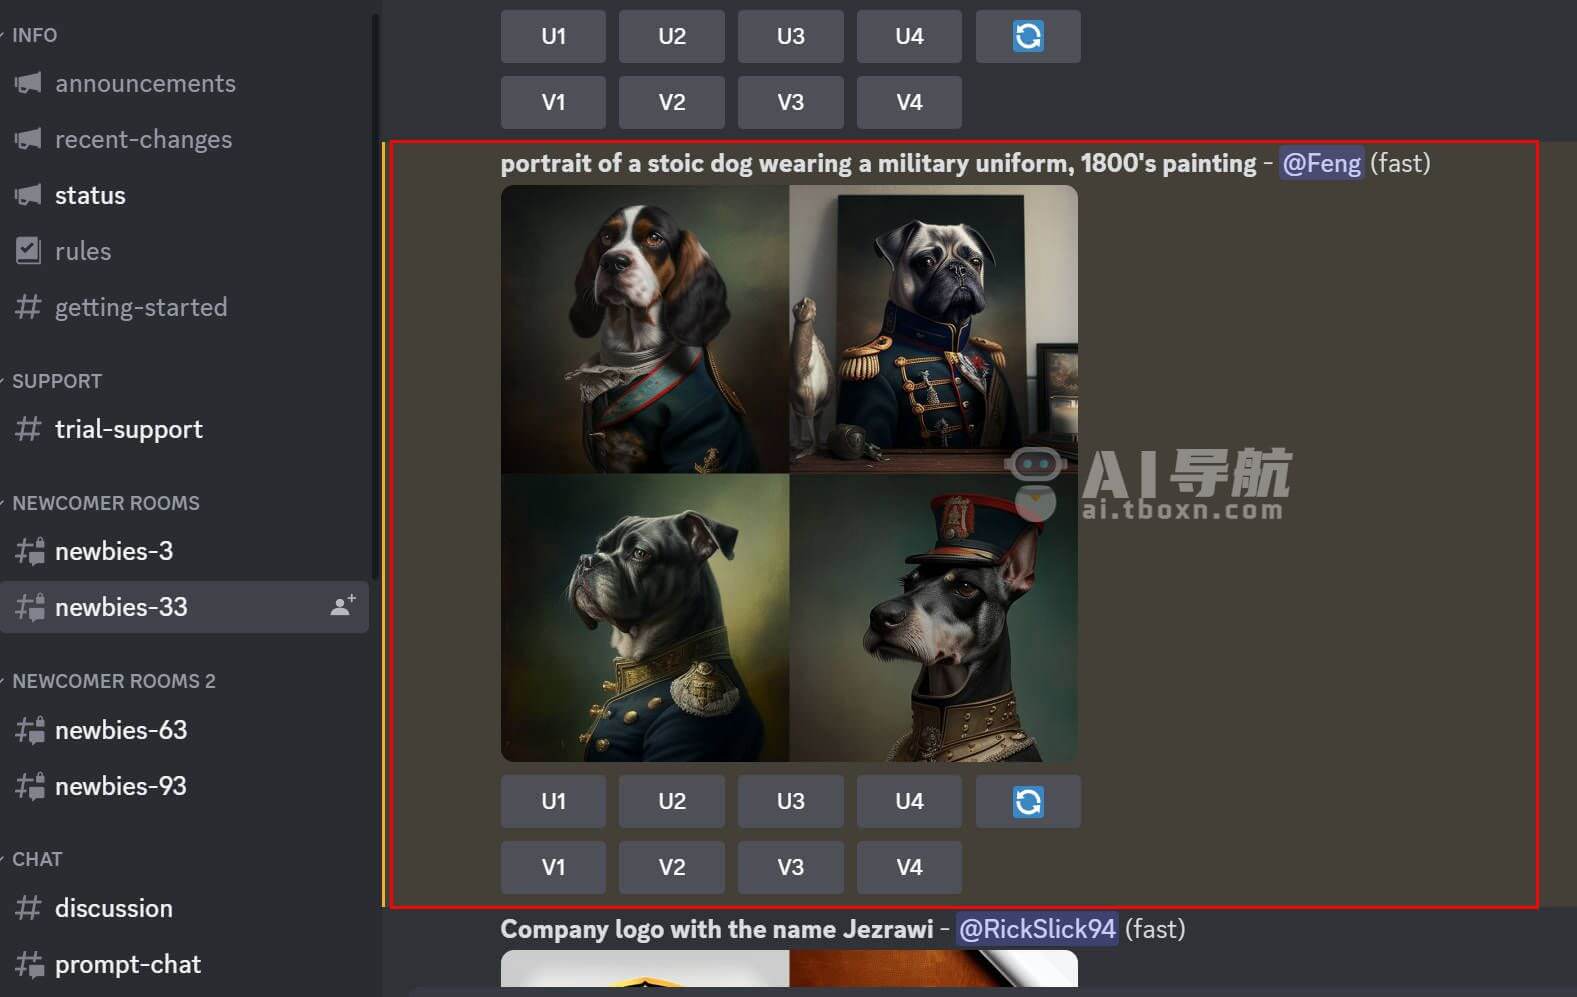 INFO
announcements
recent-changes
status
rules
getting-started
SUPPORT
trial-support
NEWCOMER ROOMS
newbies-3
newbies-33
NEWCOMER ROOMS 2
newbies-63
newbies-93
CHAT
discussion
prompt-chat
U1 U2 U3 U4
V1 V2 V3 V4
portrait of a stoic dog wearing a military uniform, 1800's painting - @Feng (fast)
AI导航
ai.tboxn.com
U1 U2 U3 U4
V1 V2 V3 V4
Company logo with the name Jezrawi - @RickSlick94 (fast)